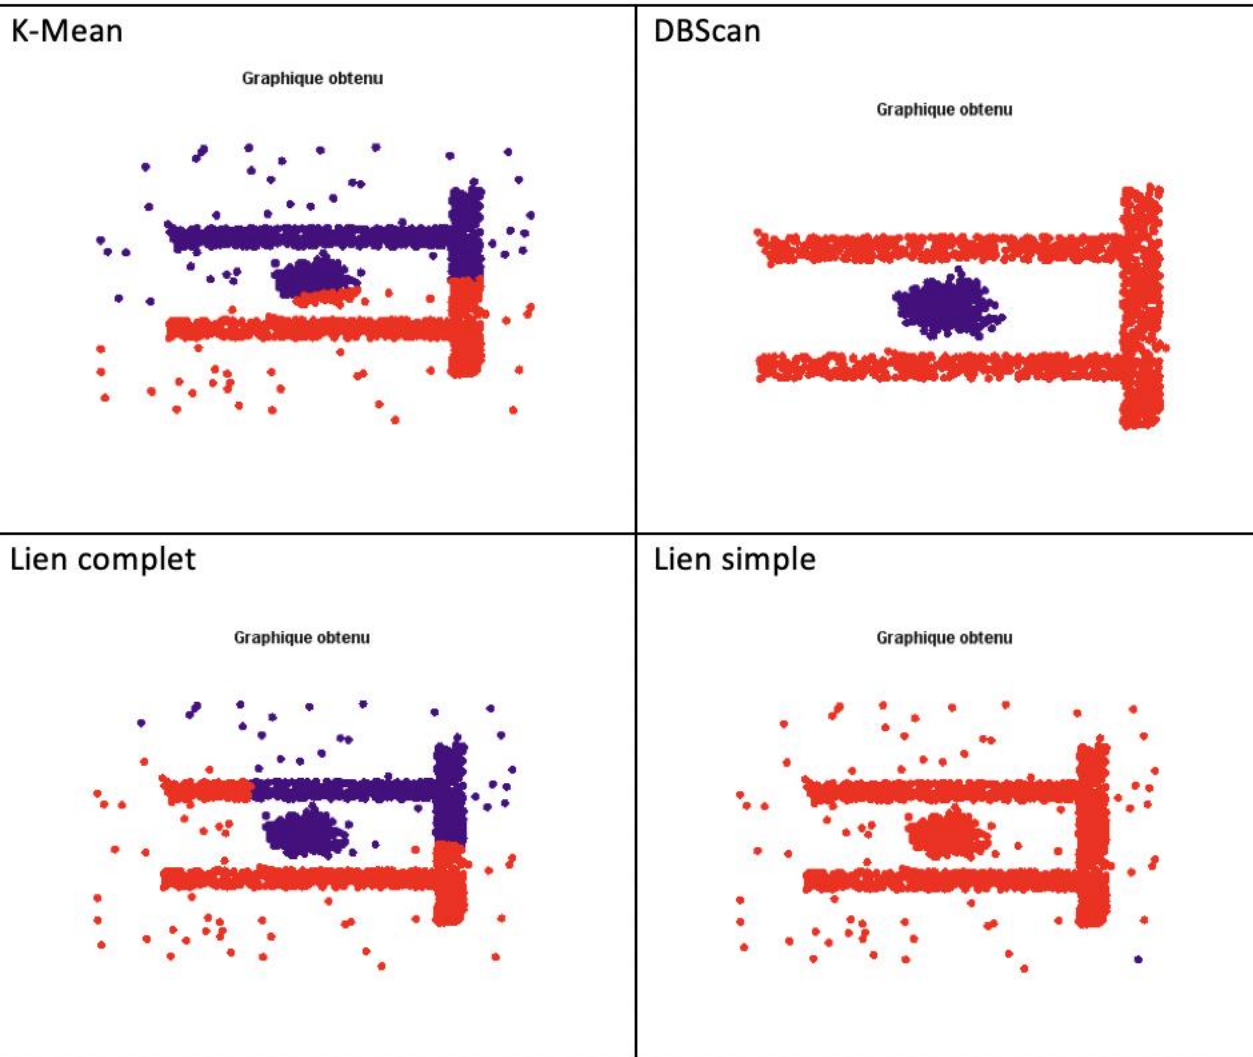 K-Mean
Graphique obtenu
DBScan
Graphique obtenu
Lien complet
Graphique obtenu
Lien simple
Graphique obtenu